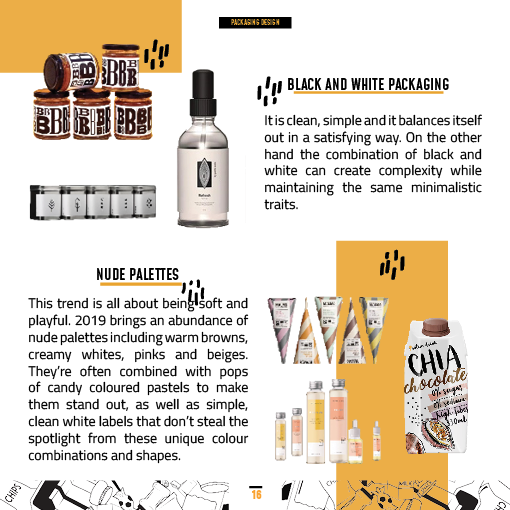 PACKAGING DESIGN
BLACK AND WHITE PACKAGING
It is clean, simple and it balances itself
out in a satisfying way. On the other
hand the combination of black and
white can create complexity while
maintaining the same minimalistic
traits.
NUDE PALETTES
This trend is all about being soft and
playful. 2019 brings an abundance of
nude palettes including warm browns,
creamy whites, pinks and beiges.
They're often combined with pops
of candy coloured pastels to make
them stand out, as well as simple,
clean white labels that don't steal the
spotlight from these unique colour
combinations and shapes.
CHIA
chocolate
0% sugar
high fiber
330ml
CHIPS
16